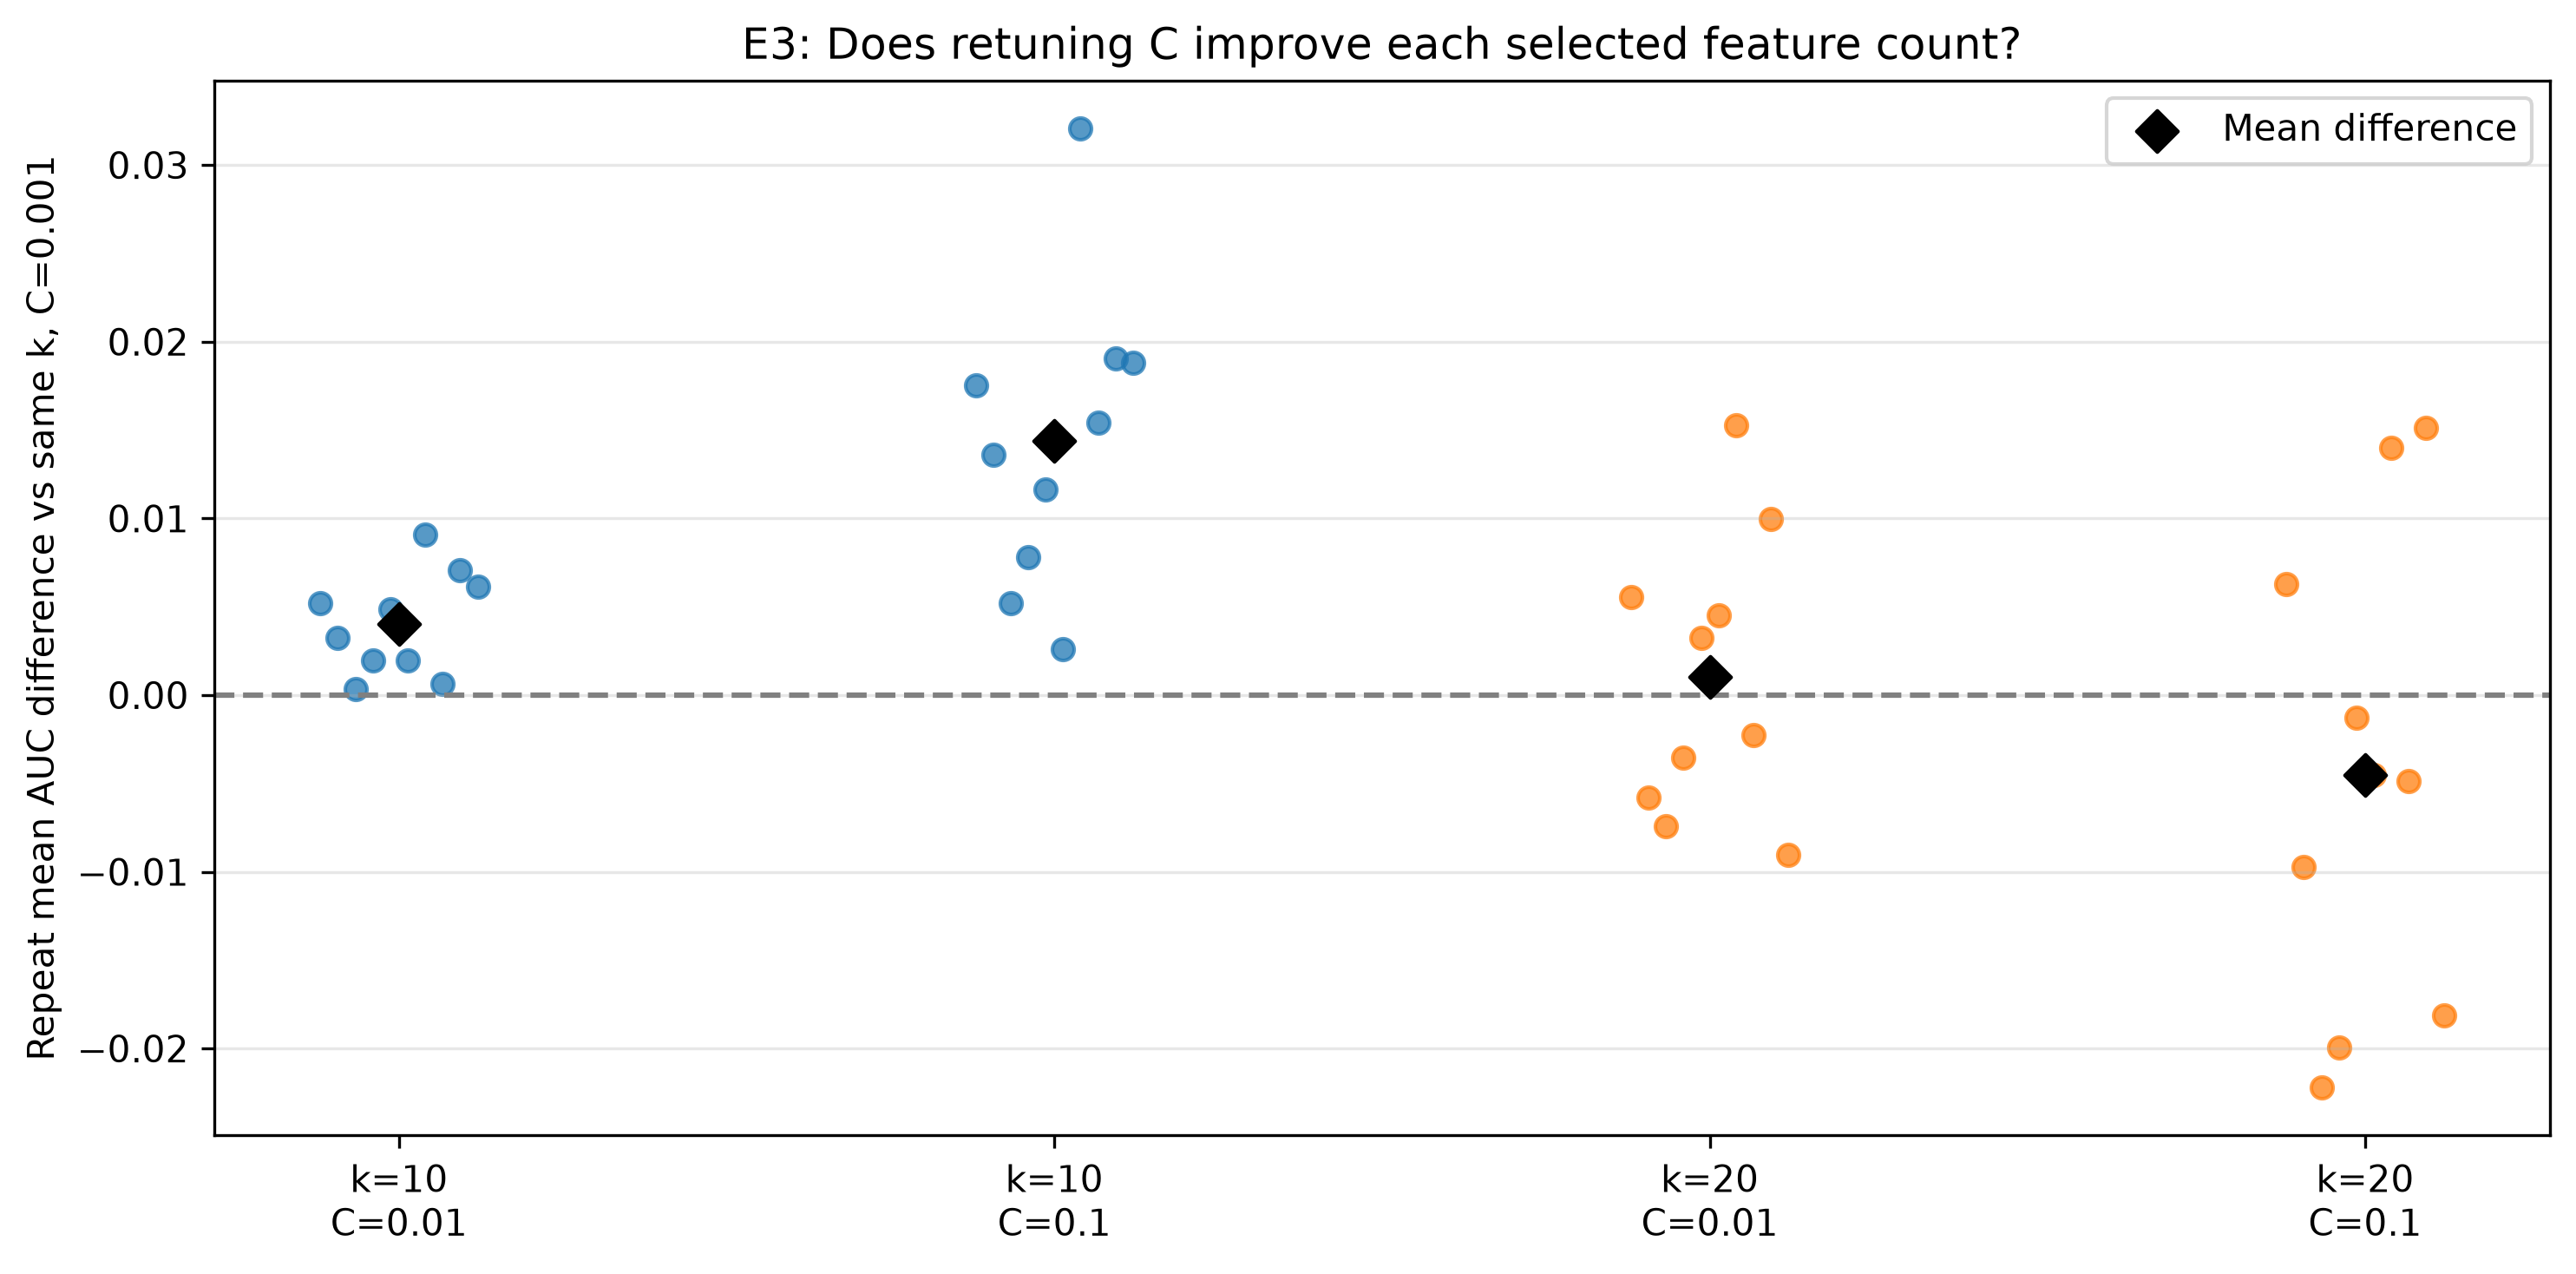 E3: Does retuning C improve each selected feature count?
Mean difference
Repeat mean AUC difference vs same k, C=0.001
0.03
0.02
0.01
0.00
−0.01
−0.02
k=10
C=0.01
k=10
C=0.1
k=20
C=0.01
k=20
C=0.1